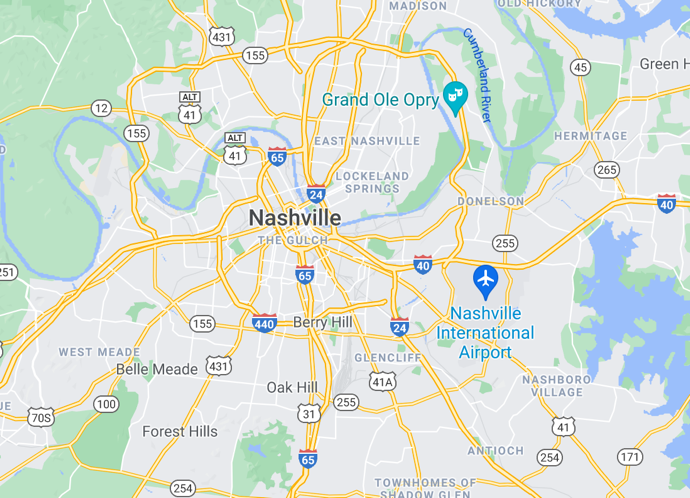 MADISON
OLD HICKORY
431
155
Cumberland River
45
Green H
Grand Ole Opry
ALT
41
12
155
ALT
41
65
EAST NASHVILLE
HERMITAGE
D
265
LOCKELAND
SPRINGS
24
DONELSON
40
Nashville
THE GULCH
255
251
65
40
Nashville
International
Airport
155
440
Berry Hill
24
WEST MEADE
Belle Meade
431
GLENCLIFF
41A
NASHBORO
VILLAGE
Oak Hill
UE
70S
100
31
255
41
Forest Hills
65
ANTIOCH
254
171
254
TOWNHOMES OF
SHADOW GLEN